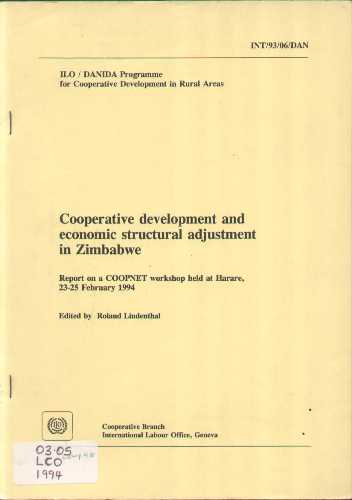 INT/93/06/DAN
ILO / DANIDA Programme
for Cooperative Development in Rural Areas
Cooperative development and
economic structural adjustment
in Zimbabwe
Report on a COOPNET workshop held at Harare,
23-25 February 1994
Edited by Roland Lindenthal
Cooperative Branch
International Labour Office, Geneva
03.05
LCO
1994